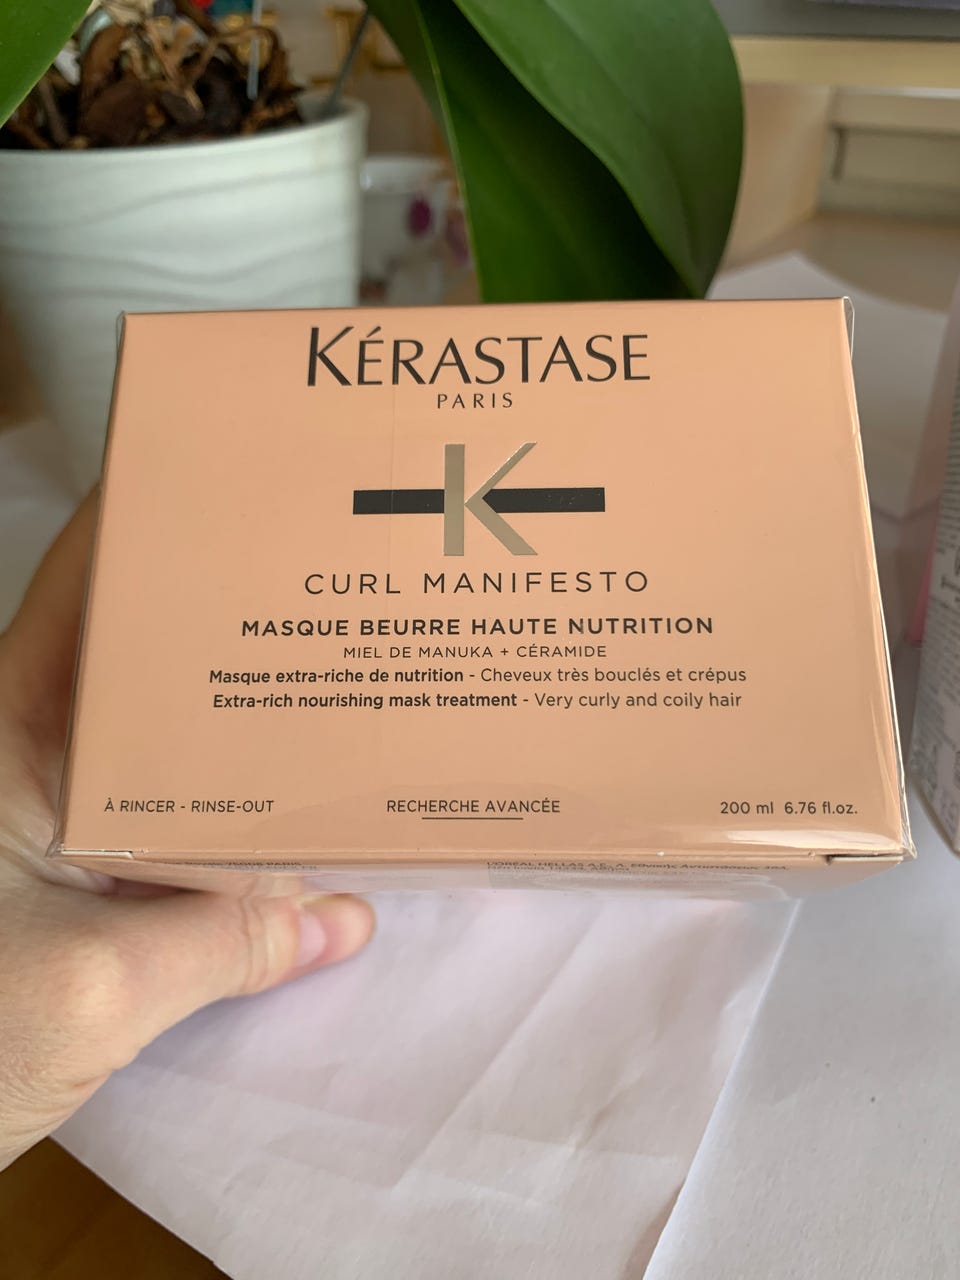 KÉRASTASE
PARIS
K
CURL MANIFESTO
MASQUE BEURRE HAUTE NUTRITION
MIEL DE MANUKA + CÉRAMIDE
Masque extra-riche de nutrition - Cheveux très bouclés et crépus
Extra-rich nourishing mask treatment - Very curly and coily hair
À RINCER - RINSE-OUT
RECHERCHE AVANCÉE
200 ml 6.76 fl.oz.
L'OREAL HELLAS A.E.